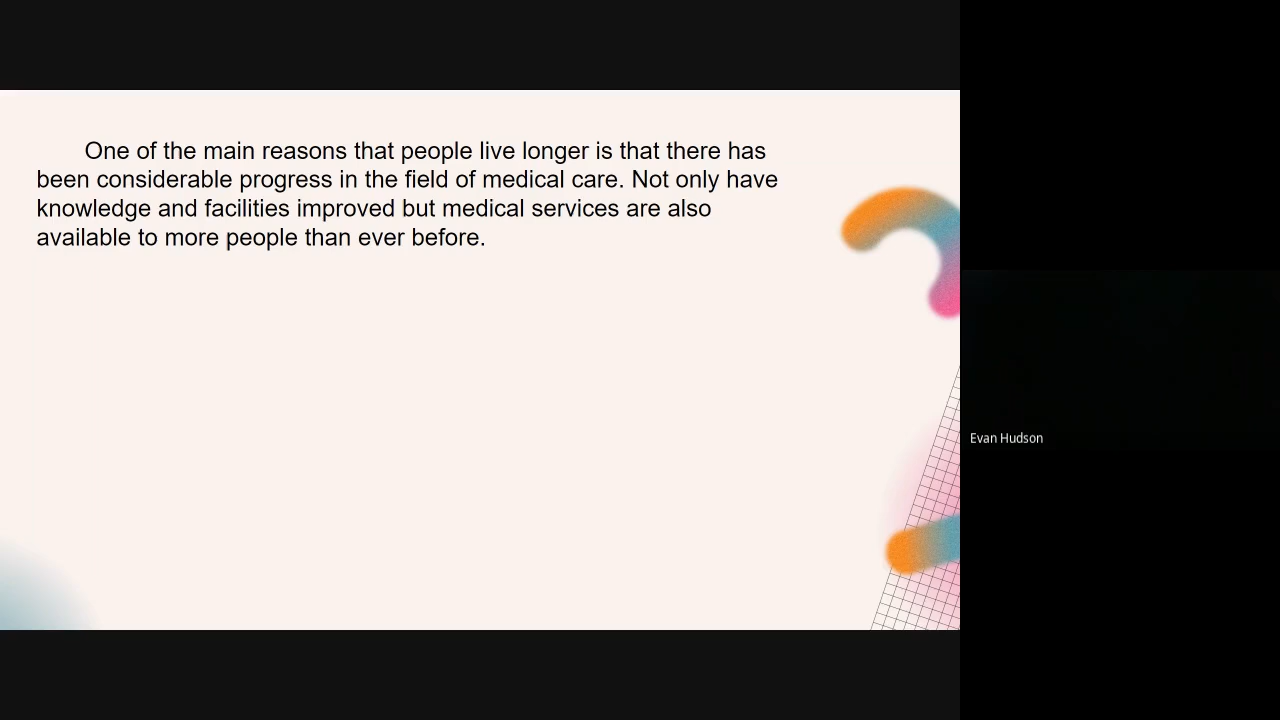 One of the main reasons that people live longer is that there has
been considerable progress in the field of medical care. Not only have
knowledge and facilities improved but medical services are also
available to more people than ever before.
Evan Hudson